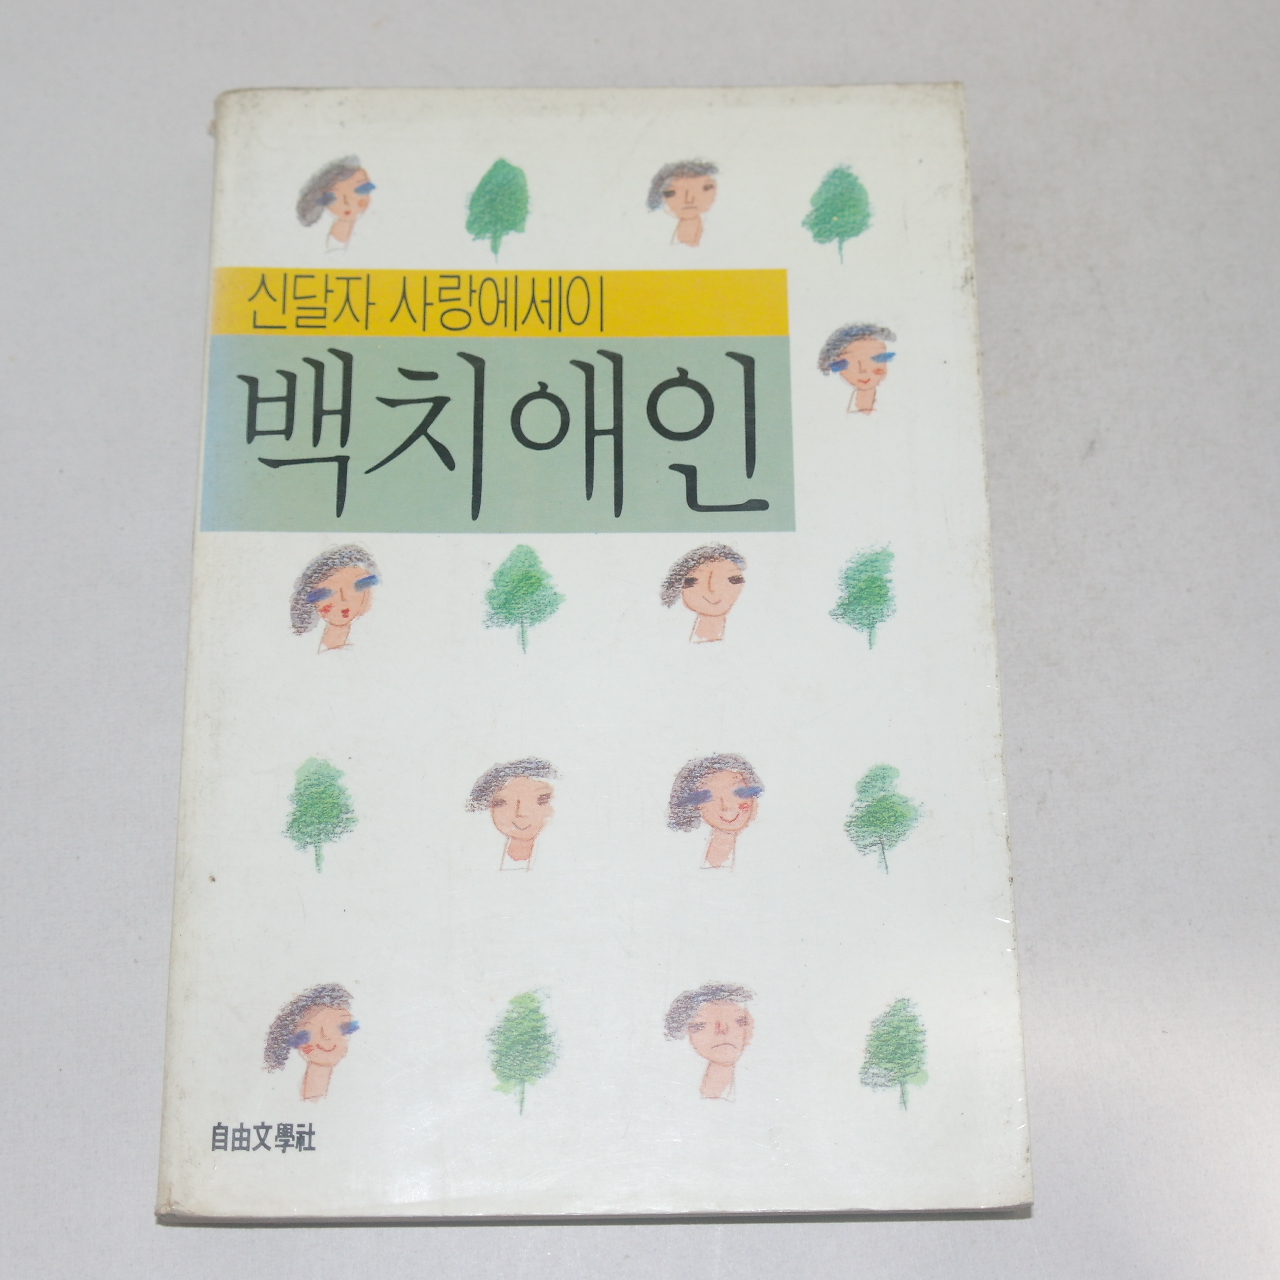 신달자 사랑에세이
백치애인
自由文學社